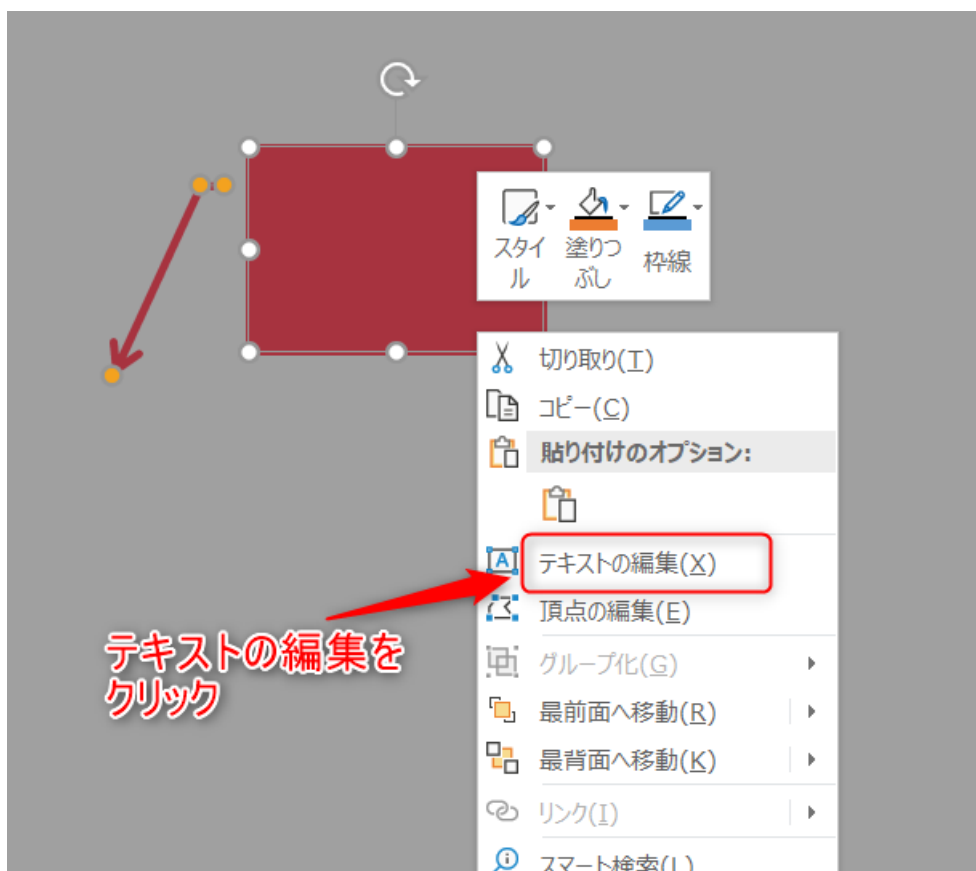 スタイ
ル
塗りつ
ぶし
枠線
切り取り(T)
コピー(C)
貼り付けのオプション:
テキストの編集(X)
頂点の編集(E)
テキストの編集を
クリック
グループ化(G)
最前面へ移動(R)
最背面へ移動(K)
リンク(I)
スマート検索(L)